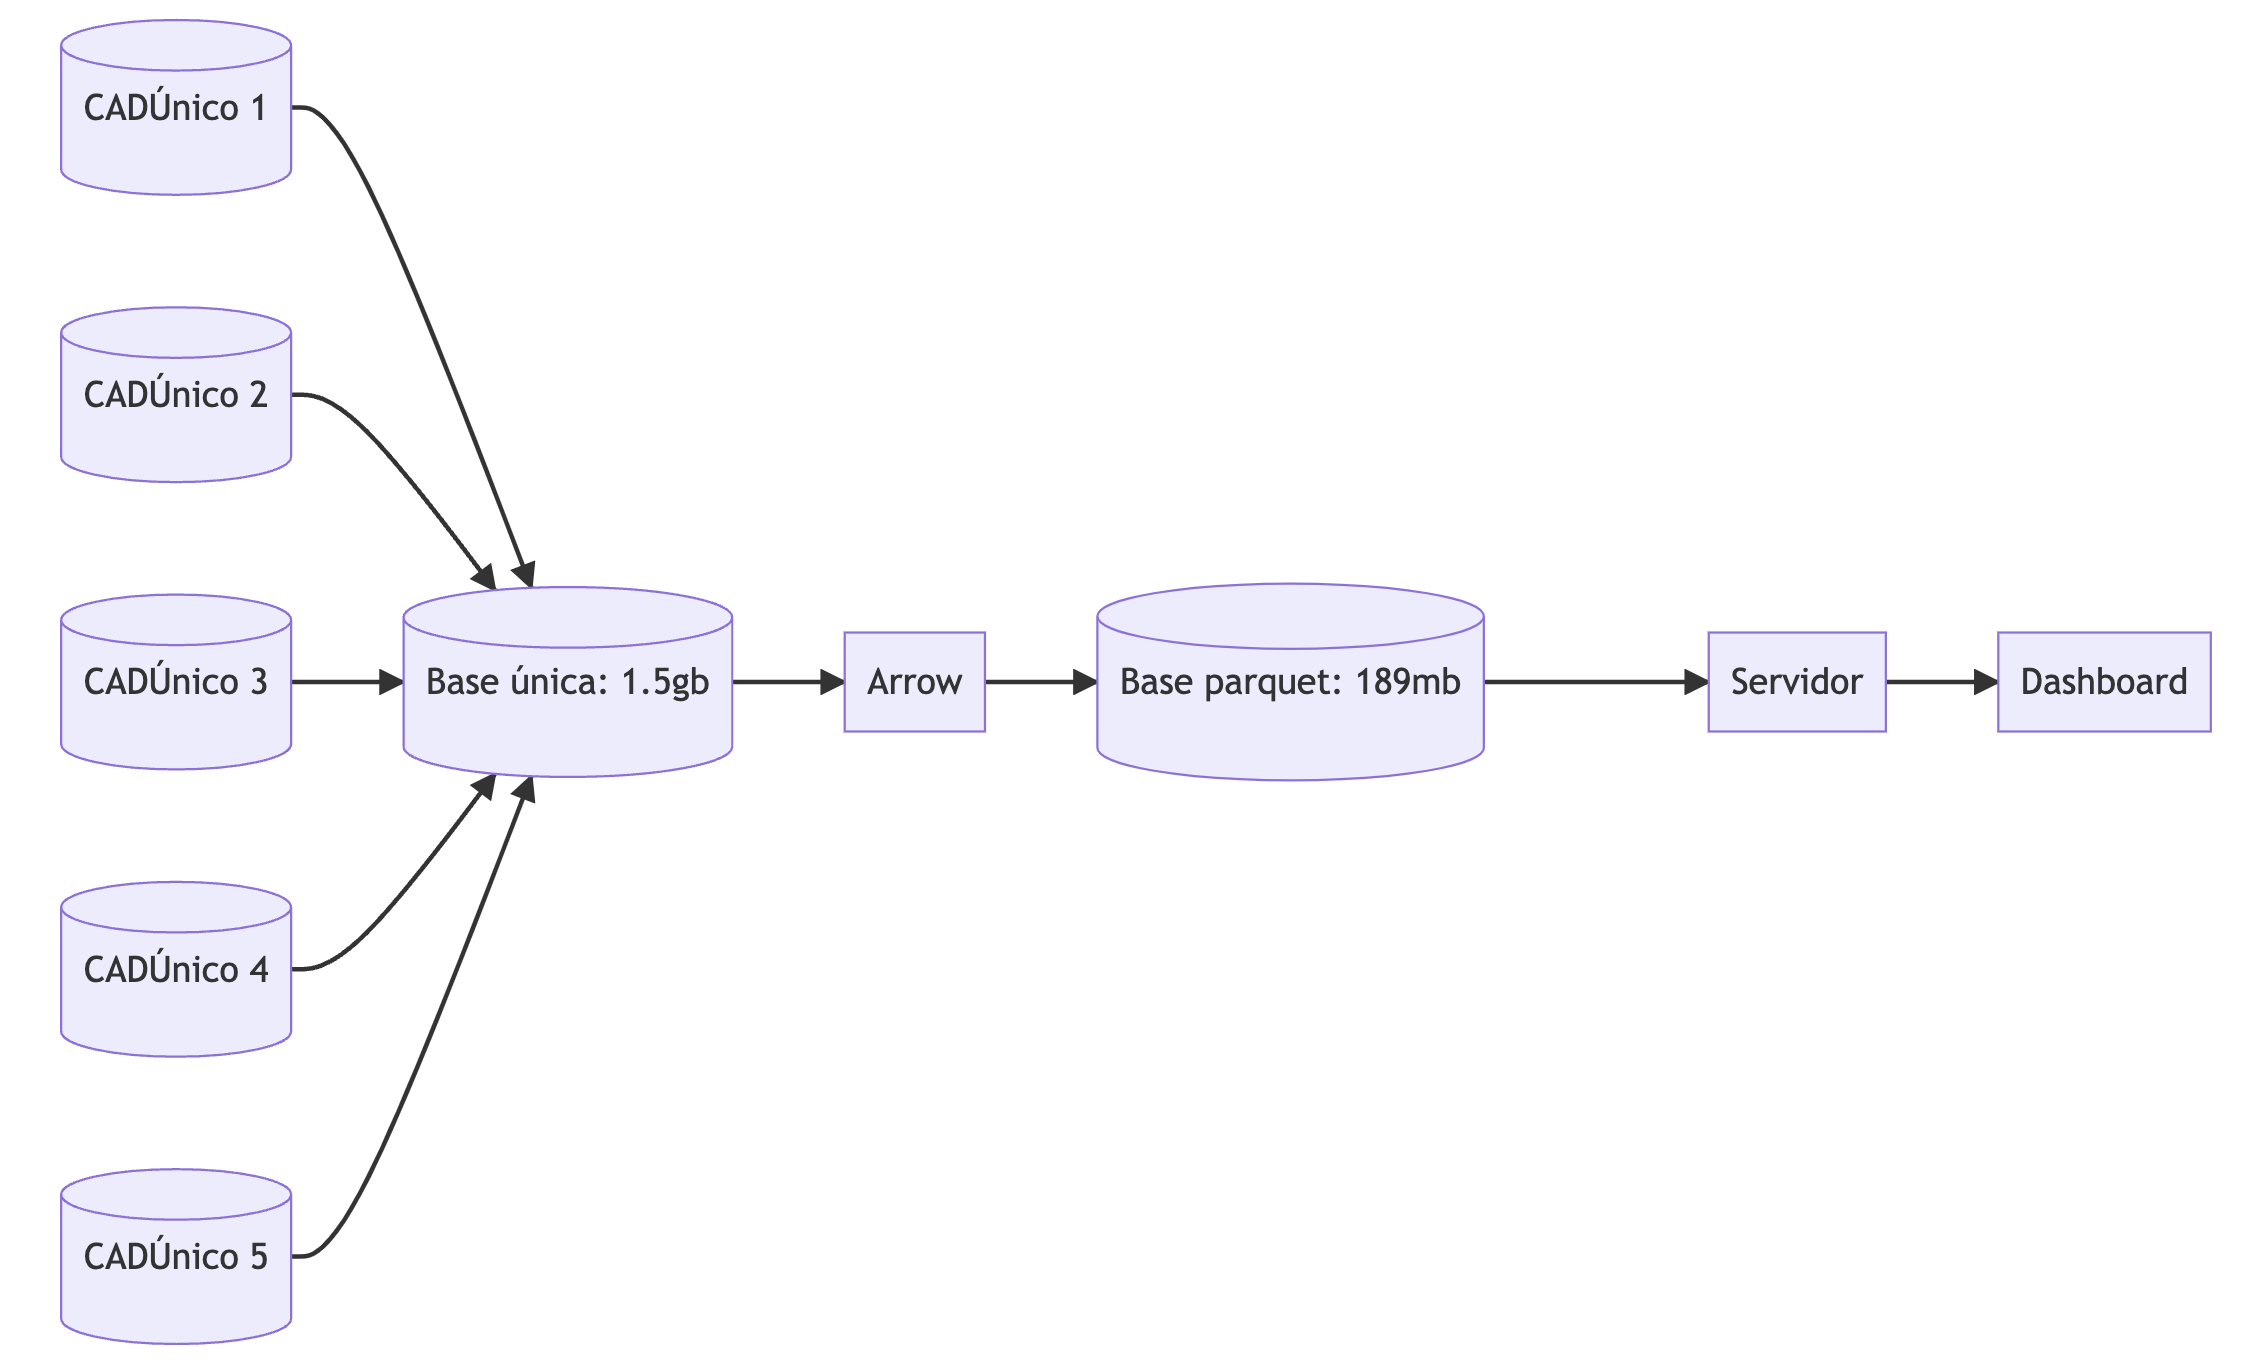 CADÚnico 1
CADÚnico 2
CADÚnico 3
Base única: 1.5gb
Arrow
Base parquet: 189mb
Servidor
Dashboard
CADÚnico 4
CADÚnico 5